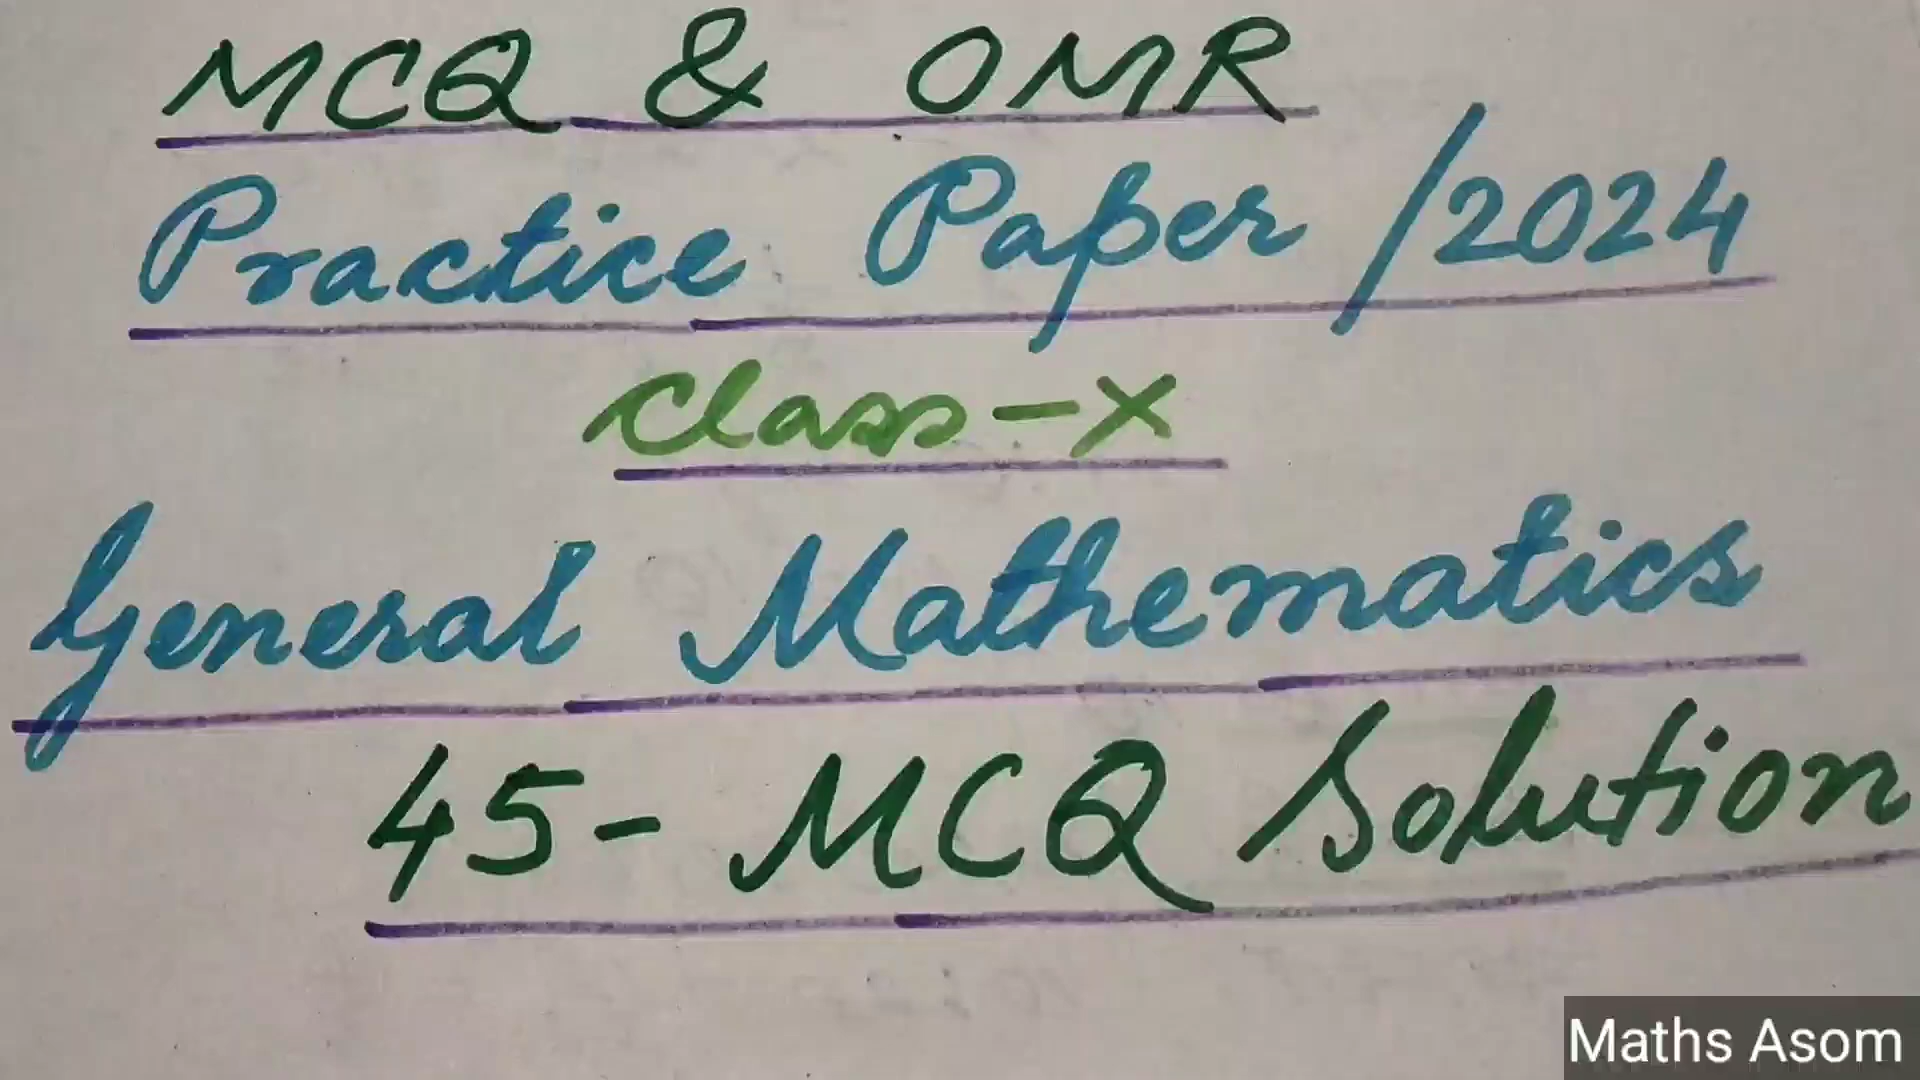 MCQ & OMR
Practice Paper/2024
Class-X
General Mathematics
45-MCQ Solution
Maths Asom